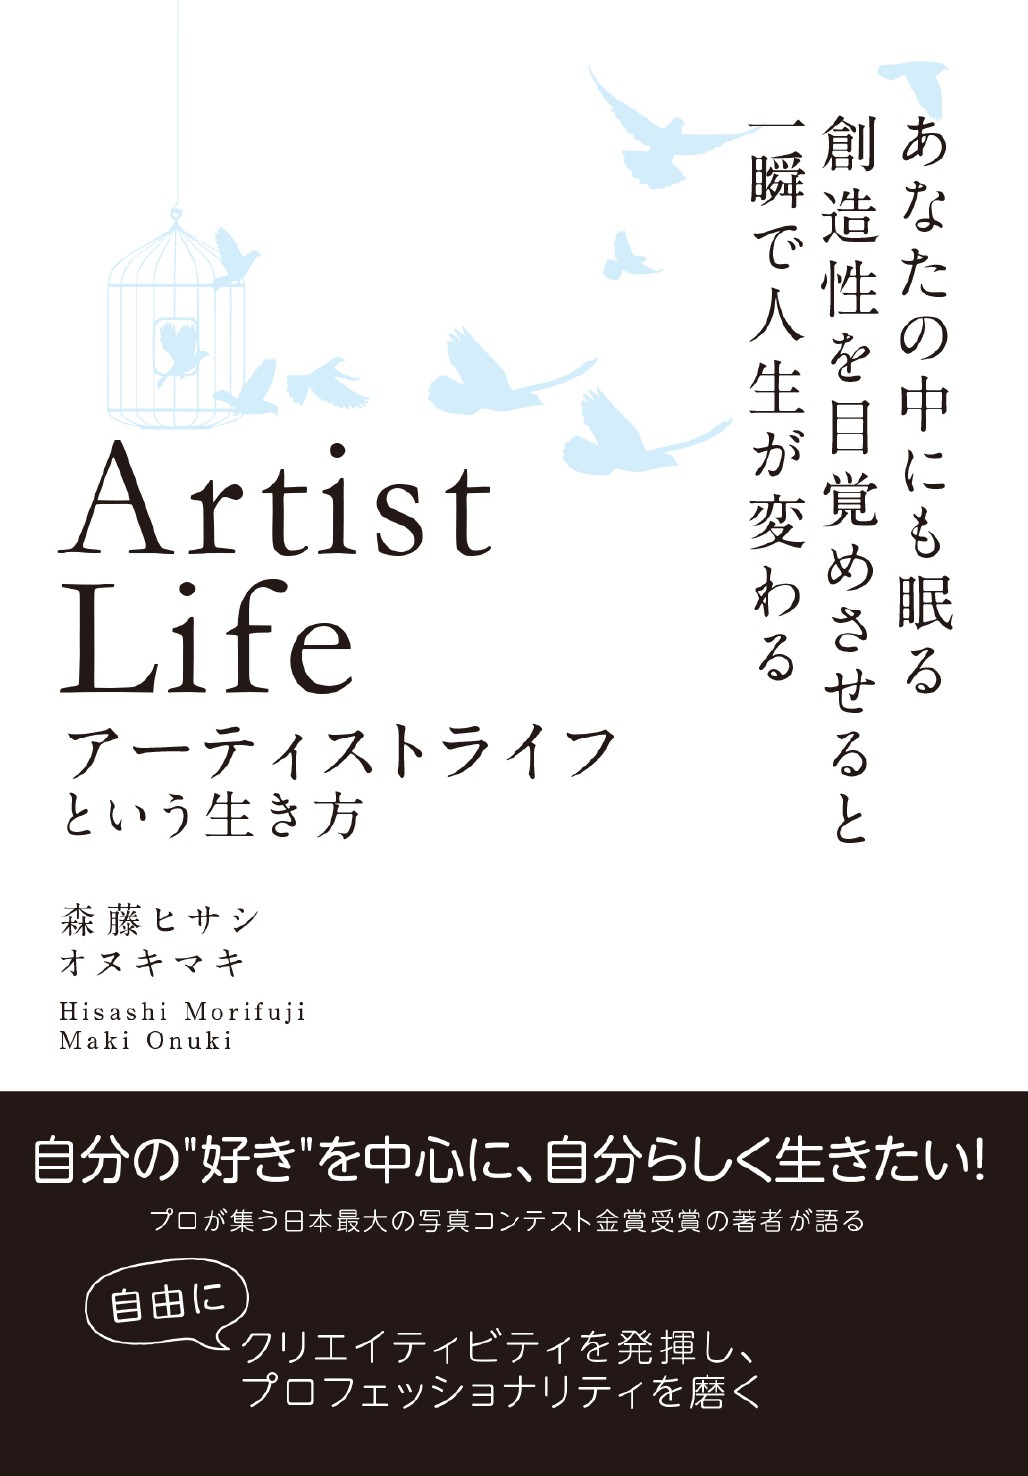 あなたの中にも眠る
創造性を目覚めさせると
一瞬で人生が変わる
Artist
Life
アーティストライフ
という生き方
森藤ヒサシ
オヌキマキ
Hisashi Morifuji
Maki Onuki
自分の"好き"を中心に、自分らしく生きたい!
プロが集う日本最大の写真コンテスト金賞受賞の著者が語る
自由に
クリエイティビティを発揮し、
プロフェッショナリティを磨く